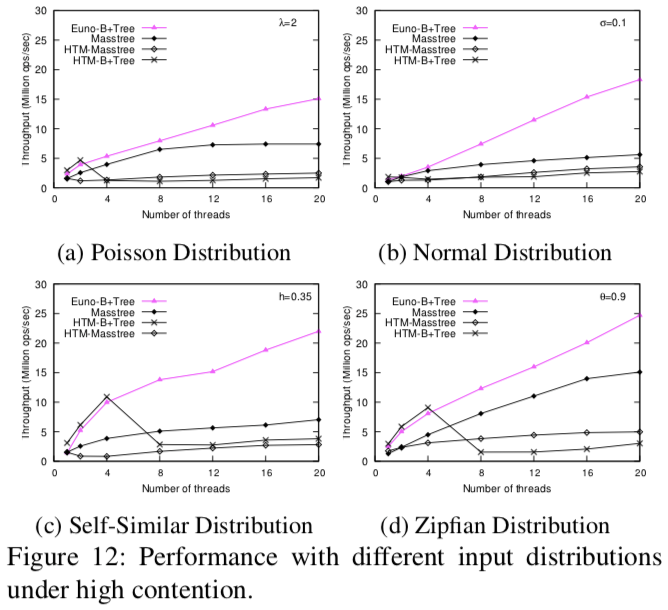 30
25
20
15
10
5
0
Throughput (Million ops/sec)
λ=2
Euno-B+Tree
Masstree
HTM-Masstree
HTM-B+Tree
0 4 8 12 16 20
Number of threads
(a) Poisson Distribution
30
25
20
15
10
5
0
Throughput (Million ops/sec)
σ=0.1
Euno-B+Tree
Masstree
HTM-Masstree
HTM-B+Tree
0 4 8 12 16 20
Number of threads
(b) Normal Distribution
30
25
20
15
10
5
0
Throughput (Million ops/sec)
h=0.35
Euno-B+Tree
Masstree
HTM-B+Tree
HTM-Masstree
0 4 8 12 16 20
Number of threads
(c) Self-Similar Distribution
30
25
20
15
10
5
0
Throughput (Million ops/sec)
θ=0.9
Euno-B+Tree
Masstree
HTM-Masstree
HTM-B+Tree
0 4 8 12 16 20
Number of threads
(d) Zipfian Distribution
Figure 12: Performance with different input distributions
under high contention.